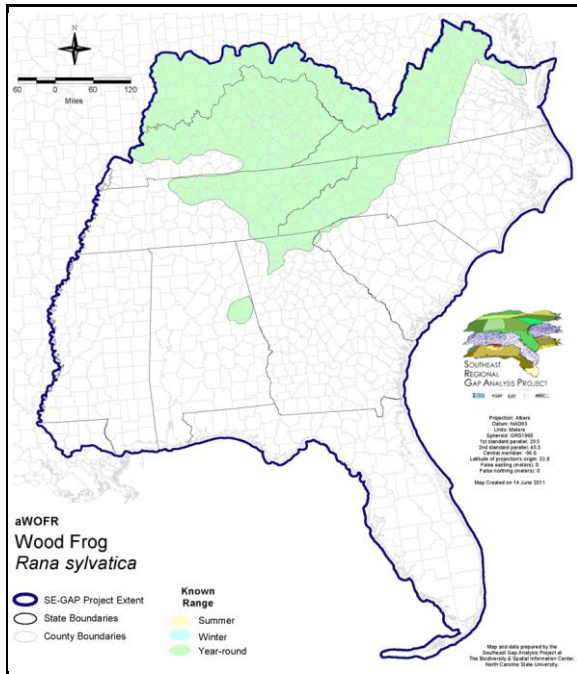 N
60 0 60 120
Miles
SOUTHEAST
REGIONAL
GAP ANALYSIS PROJECT
Projection: Albers
Datum: NAD83
Units: Meters
Spheroid: GRS1980
1st standard parallel: 29.5
2nd standard parallel: 45.5
Central meridian: -96.0
Latitude of projection's origin: 23.0
False easting (meters): 0
False northing (meters): 0
Map Created on 14 June 2011
aWOFR
Wood Frog
Rana sylvatica
SE-GAP Project Extent
State Boundaries
County Boundaries
Known
Range
Summer
Winter
Year-round
Map and data prepared by the
Southeast Gap Analysis Project at
The Biodiversity & Spatial Information Center,
North Carolina State University.